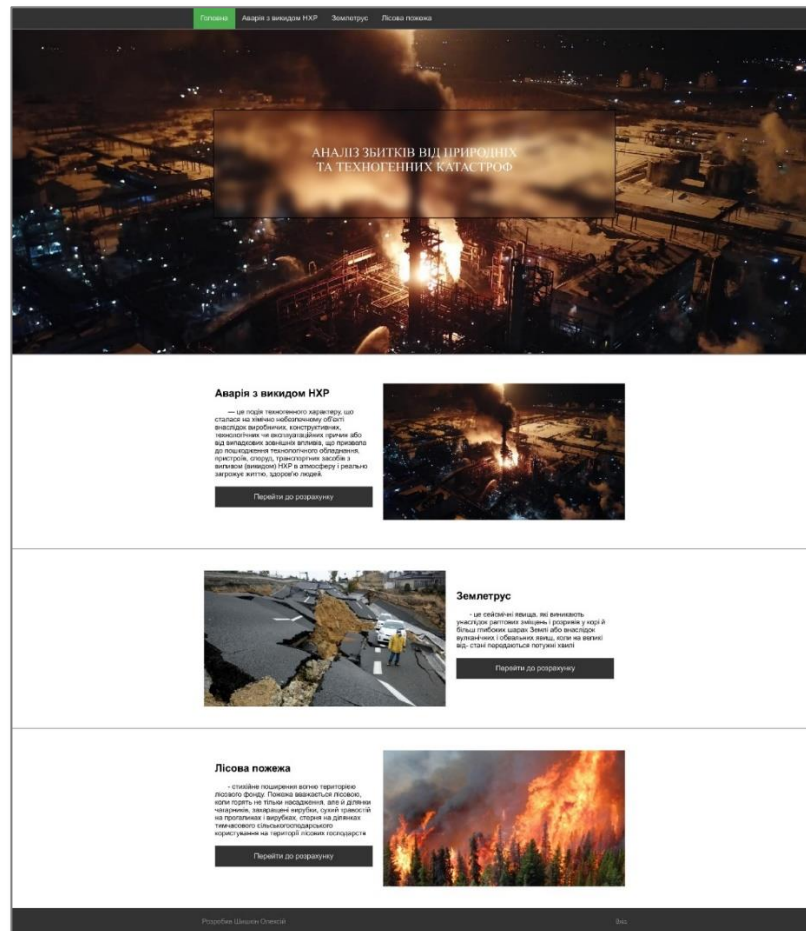 Головна Аварія з викидом НХР Землетрус Лісова пожежа
АНАЛІЗ ЗБИТКІВ ВІД ПРИРОДНІХ
ТА ТЕХНОГЕННИХ КАТАСТРОФ
Аварія з викидом НХР
— це подія техногенного характеру, що
сталася на хімічно небезпечному об'єкті
внаслідок виробничих, конструктивних,
технологічних чи експлуатаційних причин або
від випадкових зовнішніх впливів, що призвела
до пошкодження технологічного обладнання,
пристроїв, споруд, транспортних засобів з
виливом (викидом) НХР в атмосферу і реально
загрожує життю, здоров'ю людей.
Перейти до розрахунку
Землетрус
- це сейсмічні явища, які виникають
унаслідок раптових зміщень і розривів у корі й
більш глибоких шарах Землі або внаслідок
вулканічних і обвальних явищ, коли на великі
від- стані передаються потужні хвилі
Перейти до розрахунку
Лісова пожежа
- стихійне поширення вогню територією
лісового фонду. Пожежа вважається лісовою,
коли горять не тільки насадження, але й ділянки
чагарників, захаращені вирубки, сухий травостій
на прогалинах і вирубках, стерня на ділянках
тимчасового сільськогосподарського
користування на території лісових господарств
Перейти до розрахунку
Розробив Шишкін Олексій